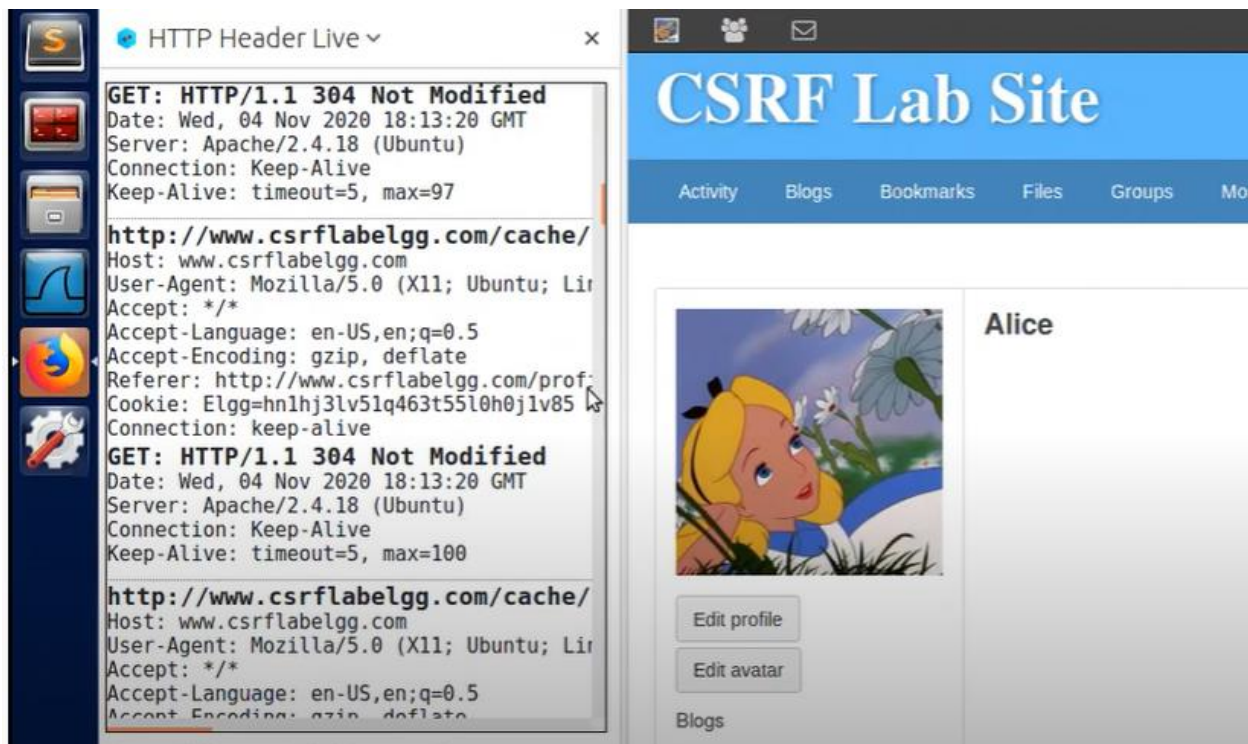 HTTP Header Live
GET: HTTP/1.1 304 Not Modified
Date: Wed, 04 Nov 2020 18:13:20 GMT
Server: Apache/2.4.18 (Ubuntu)
Connection: Keep-Alive
Keep-Alive: timeout=5, max=97
http://www.csrflabelgg.com/cache/
Host: www.csrflabelgg.com
User-Agent: Mozilla/5.0 (X11; Ubuntu; Lin
Accept: */*
Accept-Language: en-US,en;q=0.5
Accept-Encoding: gzip, deflate
Referer: http://www.csrflabelgg.com/prof
Cookie: Elgg=hn1hj3lv51q463t55l0h0j1v85
Connection: keep-alive
GET: HTTP/1.1 304 Not Modified
Date: Wed, 04 Nov 2020 18:13:20 GMT
Server: Apache/2.4.18 (Ubuntu)
Connection: Keep-Alive
Keep-Alive: timeout=5, max=100
http://www.csrflabelgg.com/cache/
Host: www.csrflabelgg.com
User-Agent: Mozilla/5.0 (X11; Ubuntu; Lin
Accept: */*
Accept-Language: en-US,en;q=0.5
Accept-Encoding: gzip, deflate
CSRF Lab Site
Activity Blogs Bookmarks Files Groups Mo
Alice
Edit profile
Edit avatar
Blogs